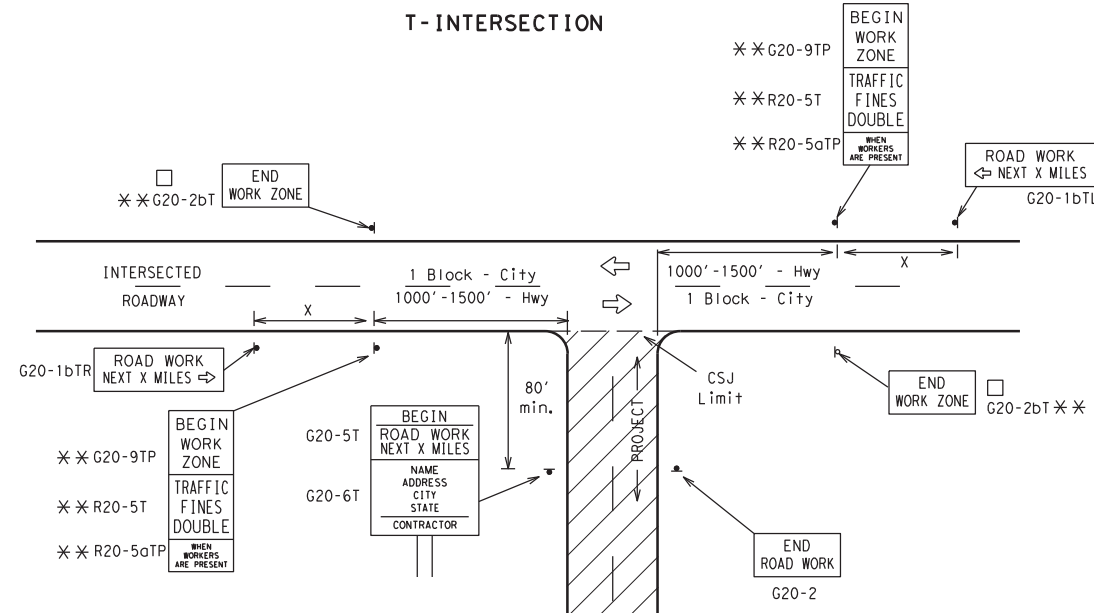 T-INTERSECTION
**G20-9TP
BEGIN
WORK
ZONE
**R20-5T
TRAFFIC
FINES
DOUBLE
**R20-5aTP
WHEN
WORKERS
ARE PRESENT
ROAD WORK
⇦ NEXT X MILES
G20-1bTL
□
**G20-2bT
END
WORK ZONE
INTERSECTED
ROADWAY
X
1 Block - City
1000'-1500' - Hwy
⇦
⇨
1000'-1500' - Hwy
1 Block - City
X
G20-1bTR
ROAD WORK
NEXT X MILES ⇨
80'
min.
CSJ
Limit
PROJECT
END
WORK ZONE
□
G20-2bT **
**G20-9TP
BEGIN
WORK
ZONE
**R20-5T
TRAFFIC
FINES
DOUBLE
**R20-5aTP
WHEN
WORKERS
ARE PRESENT
G20-5T
BEGIN
ROAD WORK
NEXT X MILES
G20-6T
NAME
ADDRESS
CITY
STATE
CONTRACTOR
END
ROAD WORK
G20-2